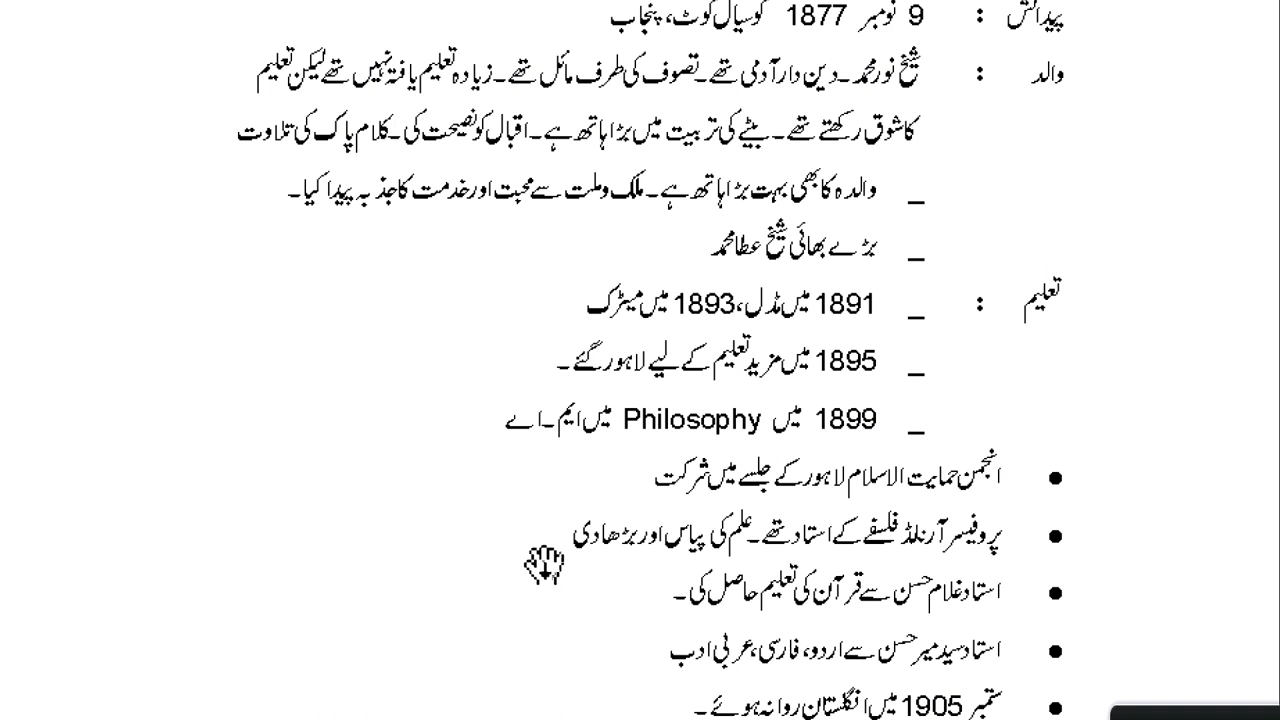 پیدائش : 9 نومبر 1877 کو سیال کوٹ، پنجاب
والد : شیخ نور محمد۔ دین دار آدمی تھے۔ تصوف کی طرف مائل تھے۔ زیادہ تعلیم یافتہ نہیں تھے لیکن تعلیم
کا شوق رکھتے تھے۔ بیٹے کی تربیت میں بڑا ہاتھ ہے۔ اقبال کو نصیحت کی۔ کلام پاک کی تلاوت
_ والدہ کا بھی بہت بڑا ہاتھ ہے۔ ملک و ملت سے محبت اور خدمت کا جذبہ پیدا کیا۔
_ بڑے بھائی شیخ عطا محمد
تعلیم : _ 1891 میں مڈل، 1893 میں میٹرک
_ 1895 میں مزید تعلیم کے لیے لاہور گئے۔
_ 1899 میں Philosophy میں ایم۔اے
• انجمن حمایت الاسلام لاہور کے جلسے میں شرکت
• پروفیسر آرنلڈ فلسفے کے استاد تھے۔ علم کی پیاس اور بڑھا دی
• استاد غلام حسن سے قرآن کی تعلیم حاصل کی۔
• استاد سید میر حسن سے اردو، فارسی، عربی ادب
• ستمبر 1905 میں انگلستان روانہ ہوئے۔